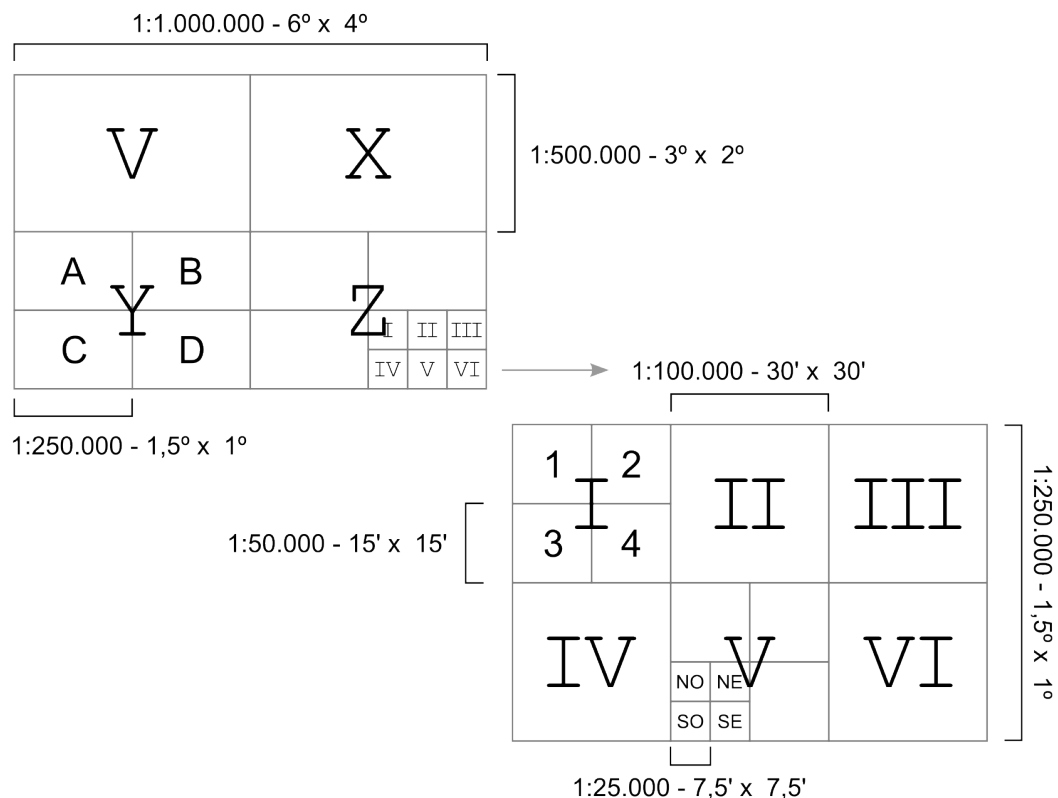 1:1.000.000 - 6º x 4º
V X
1:500.000 - 3º x 2º
A B
Y Z
C D
I II III
IV V VI
1:100.000 - 30' x 30'
1:250.000 - 1,5º x 1º
1 2
I II III
3 4
1:50.000 - 15' x 15'
1:250.000 - 1,5º x 1º
IV V VI
NO NE
SO SE
1:25.000 - 7,5' x 7,5'